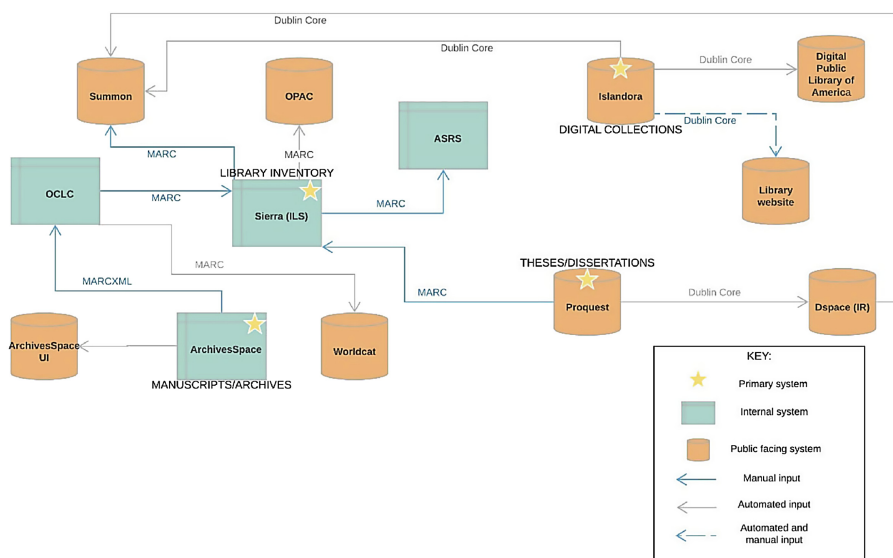 Dublin Core
Dublin Core
Summon
OPAC
Islandora
Dublin Core
Digital
Public
Library of
America
DIGITAL COLLECTIONS
Dublin Core
ASRS
MARC
MARC
LIBRARY INVENTORY
OCLC
MARC
Sierra (ILS)
MARC
Library
website
MARC
THESES/DISSERTATIONS
MARCXML
MARC
Proquest
Dublin Core
Dspace (IR)
ArchivesSpace
UI
ArchivesSpace
Worldcat
MANUSCRIPTS/ARCHIVES
KEY:
Primary system
Internal system
Public facing system
Manual input
Automated input
Automated and
manual input